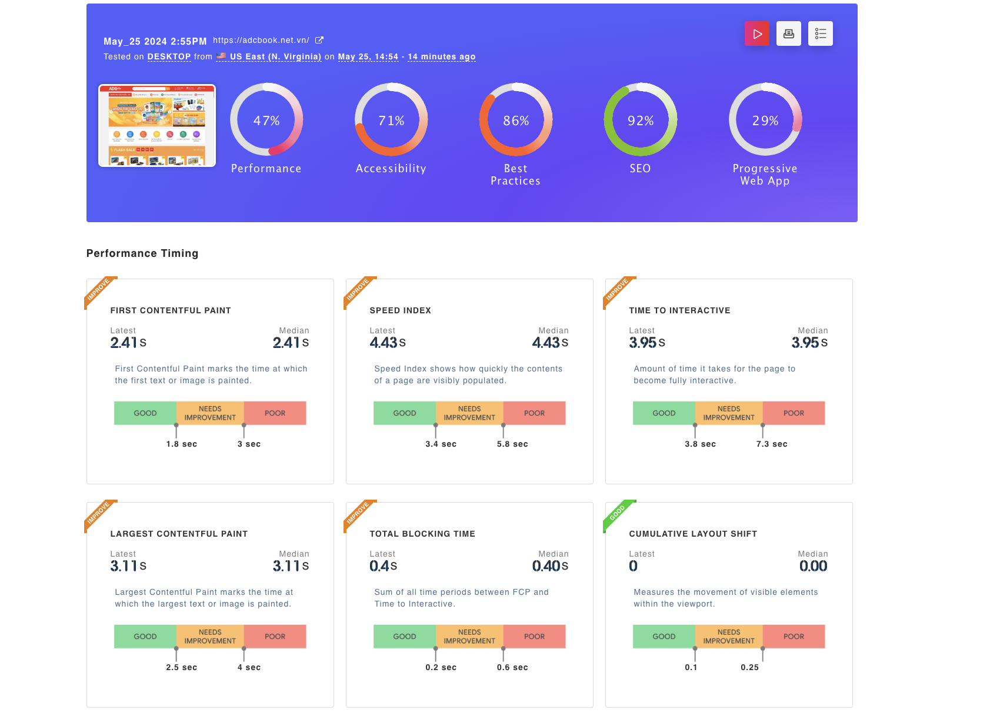 May_25 2024 2:55PM https://adcbook.net.vn/
Tested on DESKTOP from US East (N. Virginia) on May 25, 14:54 - 14 minutes ago
FLASH SALE
47%
Performance
71%
Accessibility
86%
Best
Practices
92%
SEO
29%
Progressive
Web App
Performance Timing
IMPROVE
FIRST CONTENTFUL PAINT
Latest Median
2.41 S 2.41 S
First Contentful Paint marks the time at which
the first text or image is painted.
GOOD NEEDS IMPROVEMENT POOR
1.8 sec 3 sec
IMPROVE
SPEED INDEX
Latest Median
4.43 S 4.43 S
Speed Index shows how quickly the contents
of a page are visibly populated.
GOOD NEEDS IMPROVEMENT POOR
3.4 sec 5.8 sec
IMPROVE
TIME TO INTERACTIVE
Latest Median
3.95 S 3.95 S
Amount of time it takes for the page to
become fully interactive.
GOOD NEEDS IMPROVEMENT POOR
3.8 sec 7.3 sec
IMPROVE
LARGEST CONTENTFUL PAINT
Latest Median
3.11 S 3.11 S
Largest Contentful Paint marks the time at
which the largest text or image is painted.
GOOD NEEDS IMPROVEMENT POOR
2.5 sec 4 sec
IMPROVE
TOTAL BLOCKING TIME
Latest Median
0.4 S 0.40 S
Sum of all time periods between FCP and
Time to Interactive.
GOOD NEEDS IMPROVEMENT POOR
0.2 sec 0.6 sec
GOOD
CUMULATIVE LAYOUT SHIFT
Latest Median
0 0.00
Measures the movement of visible elements
within the viewport.
GOOD NEEDS IMPROVEMENT POOR
0.1 0.25